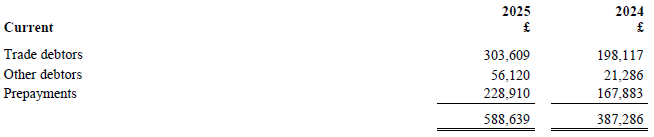 2025 2024
Current £ £
Trade debtors 303,609 198,117
Other debtors 56,120 21,286
Prepayments 228,910 167,883
588,639 387,286